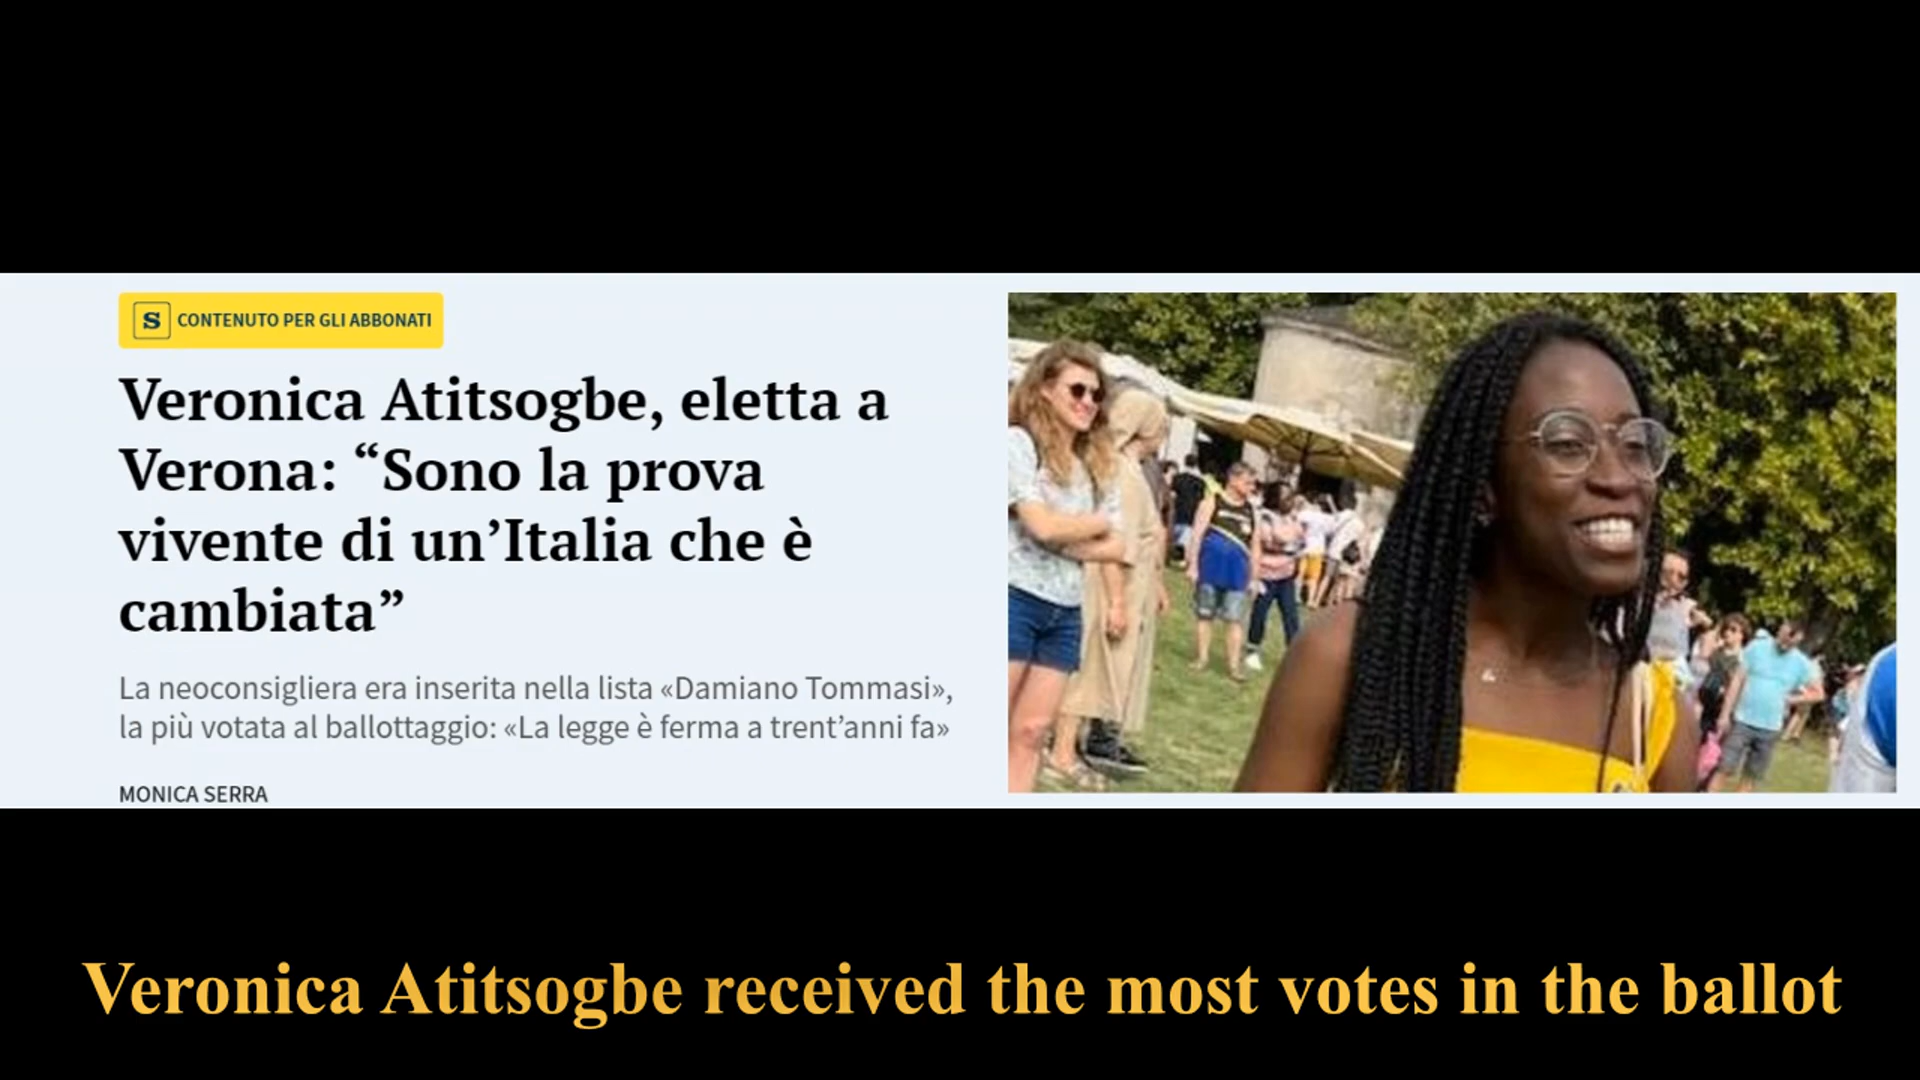 S CONTENUTO PER GLI ABBONATI
Veronica Atitsogbe, eletta a
Verona: “Sono la prova
vivente di un’Italia che è
cambiata”
La neoconsigliera era inserita nella lista «Damiano Tommasi»,
la più votata al ballottaggio: «La legge è ferma a trent’anni fa»
MONICA SERRA
Veronica Atitsogbe received the most votes in the ballot